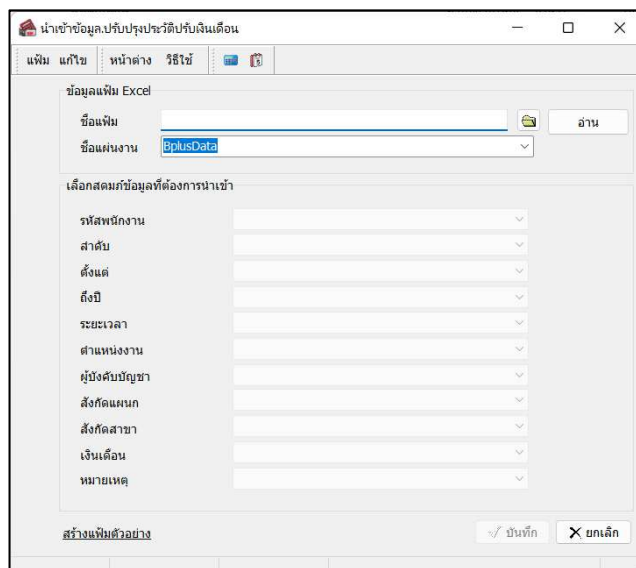 นำเข้าข้อมูล.ปรับปรุงประวัติปรับเงินเดือน
แฟ้ม แก้ไข หน้าต่าง วิธีใช้
ข้อมูลแฟ้ม Excel
ชื่อแฟ้ม อ่าน
ชื่อแผ่นงาน BplusData
เลือกสดมภ์ข้อมูลที่ต้องการนำเข้า
รหัสพนักงาน
ลำดับ
ตั้งแต่
ถึงปี
ระยะเวลา
ตำแหน่งงาน
ผู้บังคับบัญชา
สังกัดแผนก
สังกัดสาขา
เงินเดือน
หมายเหตุ
สร้างแฟ้มตัวอย่าง บันทึก ยกเลิก